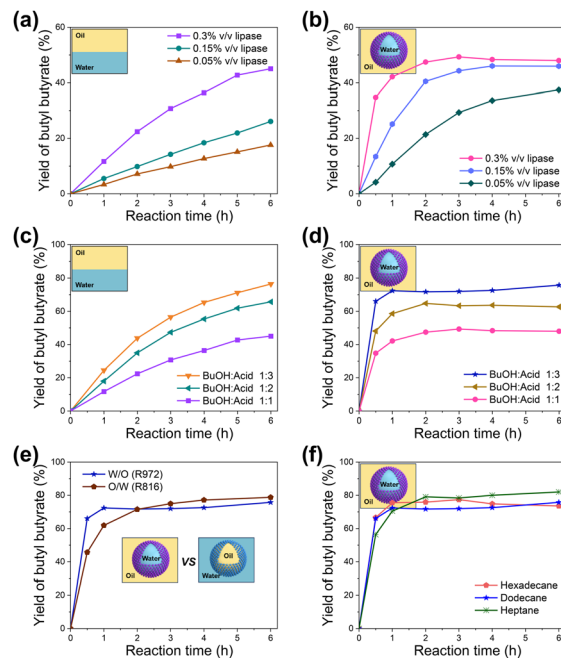 (a)
Yield of butyl butyrate (%)
60
40
20
0
Oil
Water
0.3% v/v lipase
0.15% v/v lipase
0.05% v/v lipase
0 1 2 3 4 5 6
Reaction time (h)
(b)
Yield of butyl butyrate (%)
60
40
20
0
Water
Oil
0.3% v/v lipase
0.15% v/v lipase
0.05% v/v lipase
0 1 2 3 4 5 6
Reaction time (h)
(c)
Yield of butyl butyrate (%)
100
80
60
40
20
0
Oil
Water
BuOH:Acid 1:3
BuOH:Acid 1:2
BuOH:Acid 1:1
0 1 2 3 4 5 6
Reaction time (h)
(d)
Yield of butyl butyrate (%)
100
80
60
40
20
0
Water
Oil
BuOH:Acid 1:3
BuOH:Acid 1:2
BuOH:Acid 1:1
0 1 2 3 4 5 6
Reaction time (h)
(e)
Yield of butyl butyrate (%)
100
80
60
40
20
0
W/O (R972)
O/W (R816)
Water
Oil
VS
Oil
Water
0 1 2 3 4 5 6
Reaction time (h)
(f)
Yield of butyl butyrate (%)
100
80
60
40
20
0
Water
Oil
Hexadecane
Dodecane
Heptane
0 1 2 3 4 5 6
Reaction time (h)